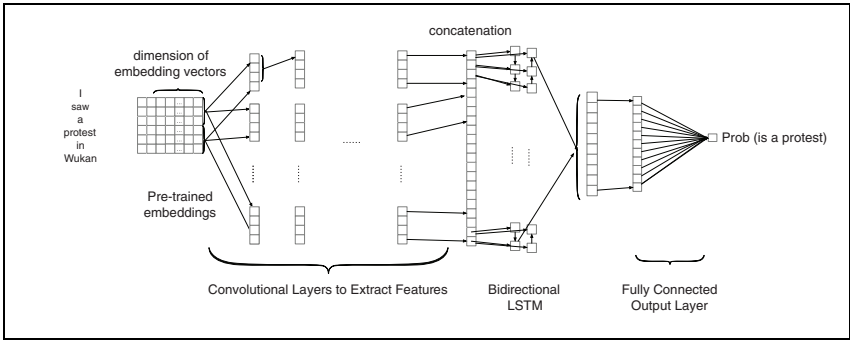 concatenation
dimension of
embedding vectors
I
saw
a
protest
in
Wukan
Pre-trained
embeddings
......
Prob (is a protest)
Convolutional Layers to Extract Features
Bidirectional
LSTM
Fully Connected
Output Layer